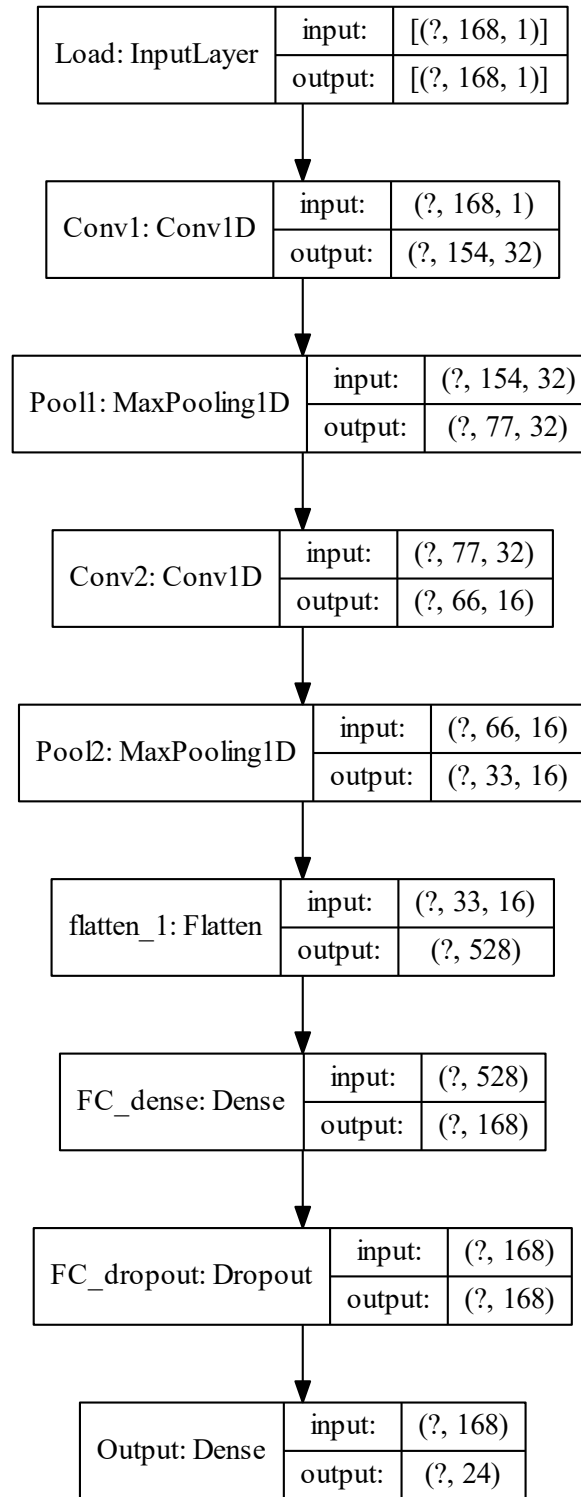 Load: InputLayer
input:
[(?, 168, 1)]
output:
[(?, 168, 1)]
Conv1: Conv1D
input:
(?, 168, 1)
output:
(?, 154, 32)
Pool1: MaxPooling1D
input:
(?, 154, 32)
output:
(?, 77, 32)
Conv2: Conv1D
input:
(?, 77, 32)
output:
(?, 66, 16)
Pool2: MaxPooling1D
input:
(?, 66, 16)
output:
(?, 33, 16)
flatten_1: Flatten
input:
(?, 33, 16)
output:
(?, 528)
FC_dense: Dense
input:
(?, 528)
output:
(?, 168)
FC_dropout: Dropout
input:
(?, 168)
output:
(?, 168)
Output: Dense
input:
(?, 168)
output:
(?, 24)